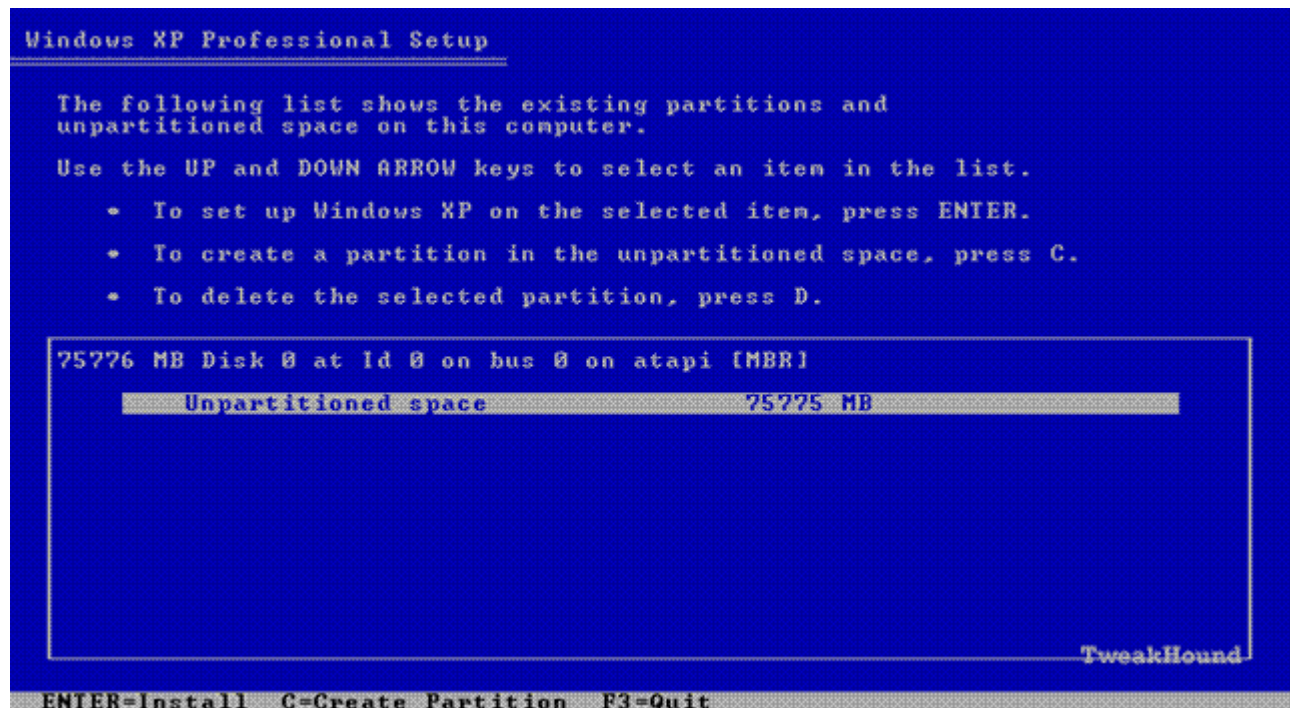 Windows XP Professional Setup
The following list shows the existing partitions and
unpartitioned space on this computer.
Use the UP and DOWN ARROW keys to select an item in the list.
• To set up Windows XP on the selected item, press ENTER.
• To create a partition in the unpartitioned space, press C.
• To delete the selected partition, press D.
75776 MB Disk 0 at Id 0 on bus 0 on atapi [MBR]
Unpartitioned space 75775 MB
TweakHound
ENTER=Install C=Create Partition F3=Quit